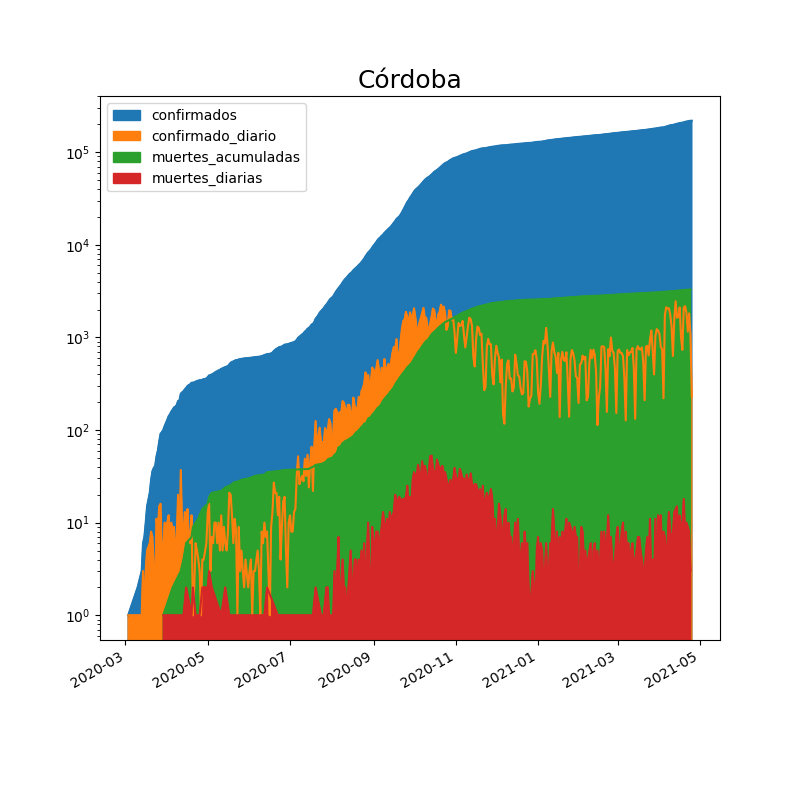 Córdoba
confirmados
confirmado_diario
muertes_acumuladas
muertes_diarias
10^5
10^4
10^3
10^2
10^1
10^0
2020-03
2020-05
2020-07
2020-09
2020-11
2021-01
2021-03
2021-05